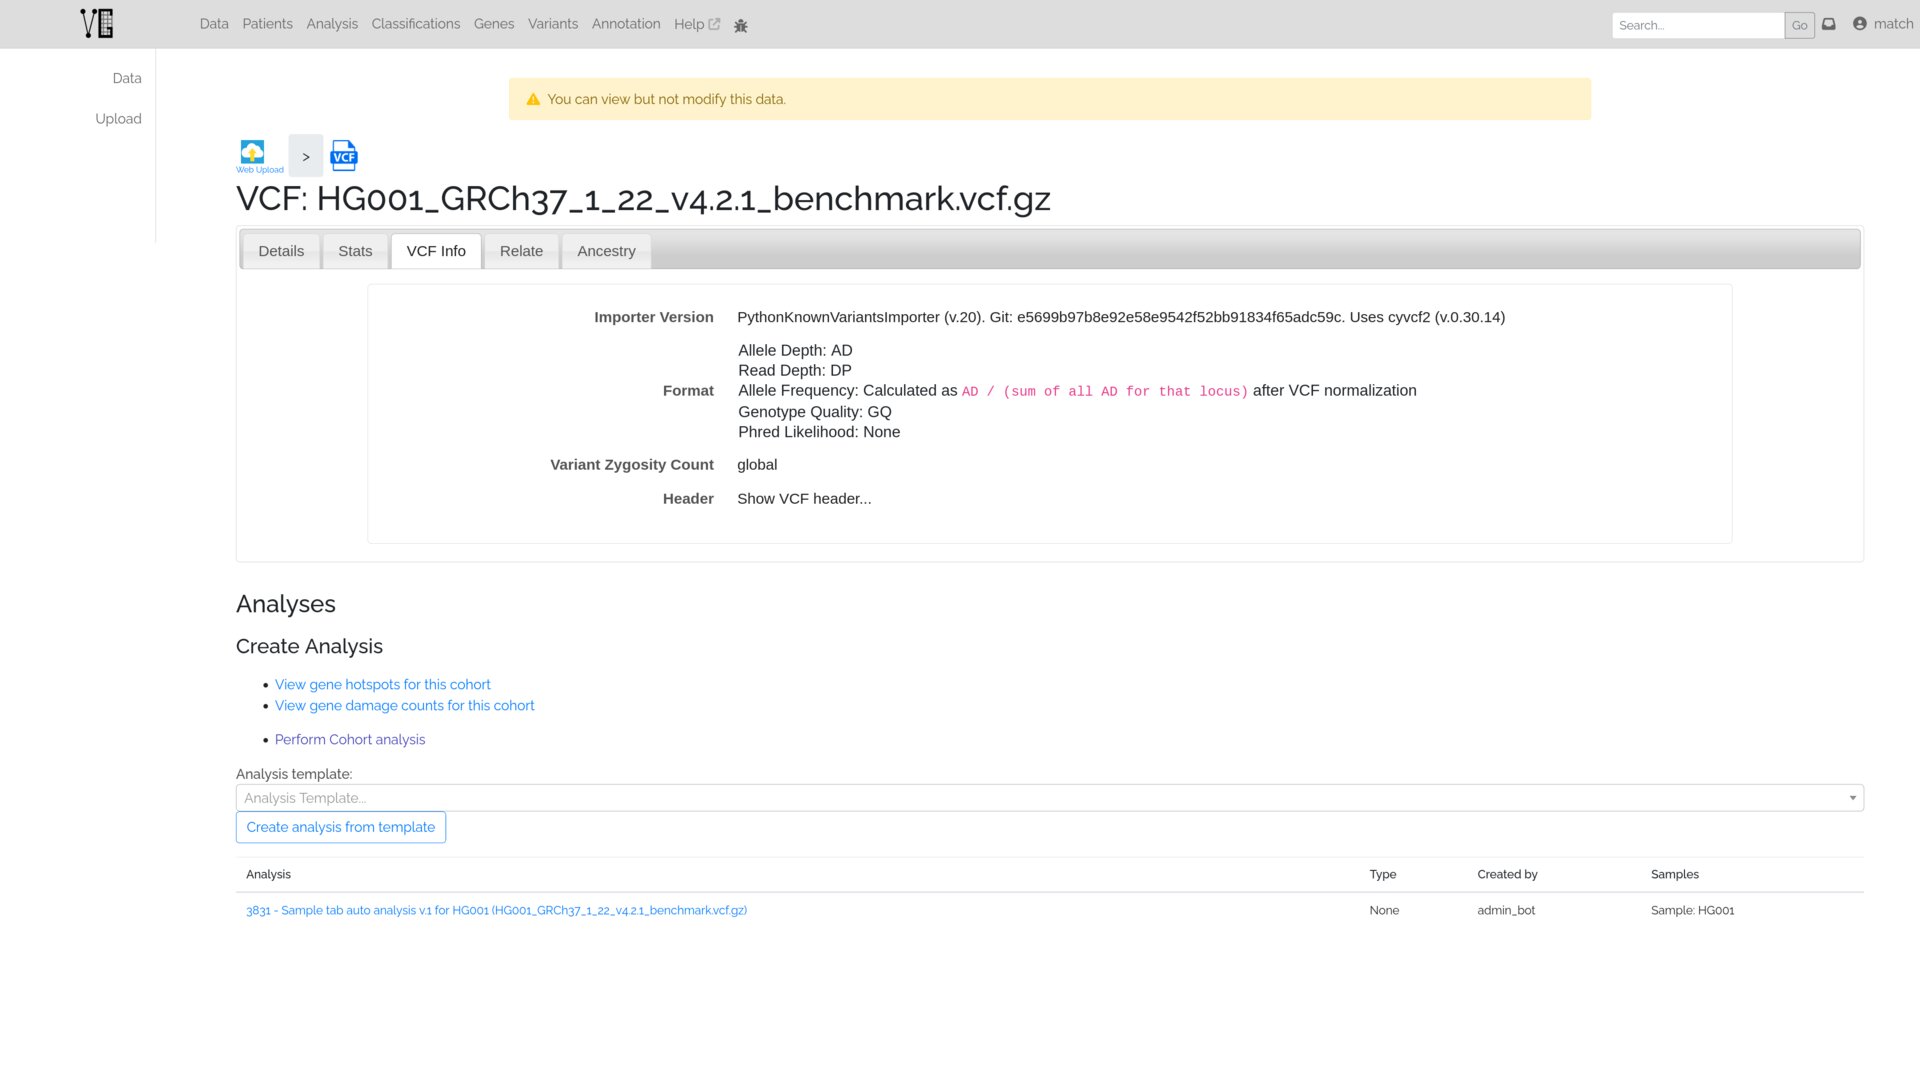 VG
Data Patients Analysis Classifications Genes Variants Annotation Help
Search... Go match
Data
Upload
You can view but not modify this data.
Web Upload > VCF
VCF: HG001_GRCh37_1_22_v4.2.1_benchmark.vcf.gz
Details Stats VCF Info Relate Ancestry
Importer Version PythonKnownVariantsImporter (v.20). Git: e5699b97b8e92e58e9542f52bb91834f65adc59c. Uses cyvcf2 (v.0.30.14)
Allele Depth: AD
Read Depth: DP
Format Allele Frequency: Calculated as AD / (sum of all AD for that locus) after VCF normalization
Genotype Quality: GQ
Phred Likelihood: None
Variant Zygosity Count global
Header Show VCF header...
Analyses
Create Analysis
• View gene hotspots for this cohort
• View gene damage counts for this cohort
• Perform Cohort analysis
Analysis template:
Analysis Template...
Create analysis from template
Analysis Type Created by Samples
3831 - Sample tab auto analysis v.1 for HG001 (HG001_GRCh37_1_22_v4.2.1_benchmark.vcf.gz) None admin_bot Sample: HG001